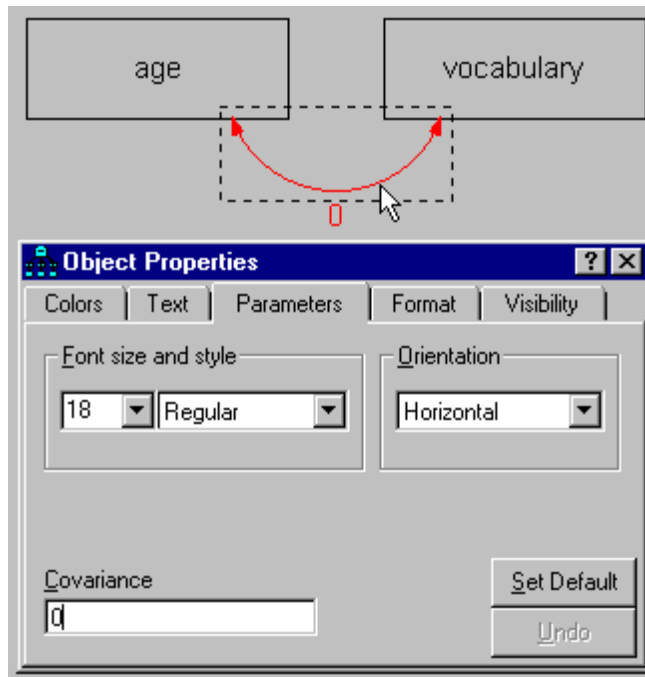 age vocabulary
0
Object Properties
Colors Text Parameters Format Visibility
Font size and style Orientation
18 Regular Horizontal
Covariance Set Default
0 Undo